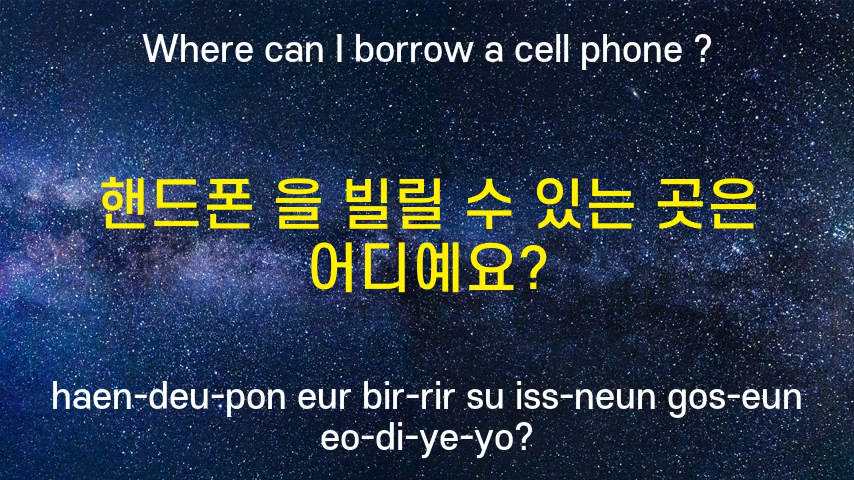 Where can I borrow a cell phone ?
핸드폰 을 빌릴 수 있는 곳은
어디예요?
haen-deu-pon eur bir-rir su iss-neun gos-eun
eo-di-ye-yo?